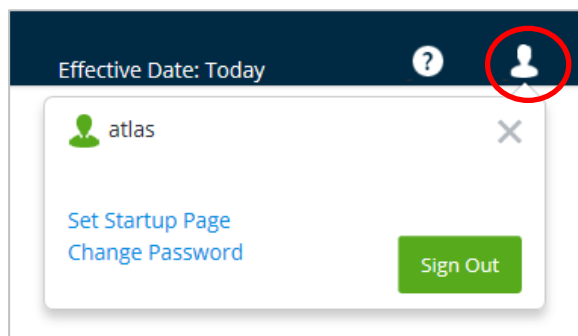 Effective Date: Today
?
atlas
Set Startup Page
Change Password
Sign Out